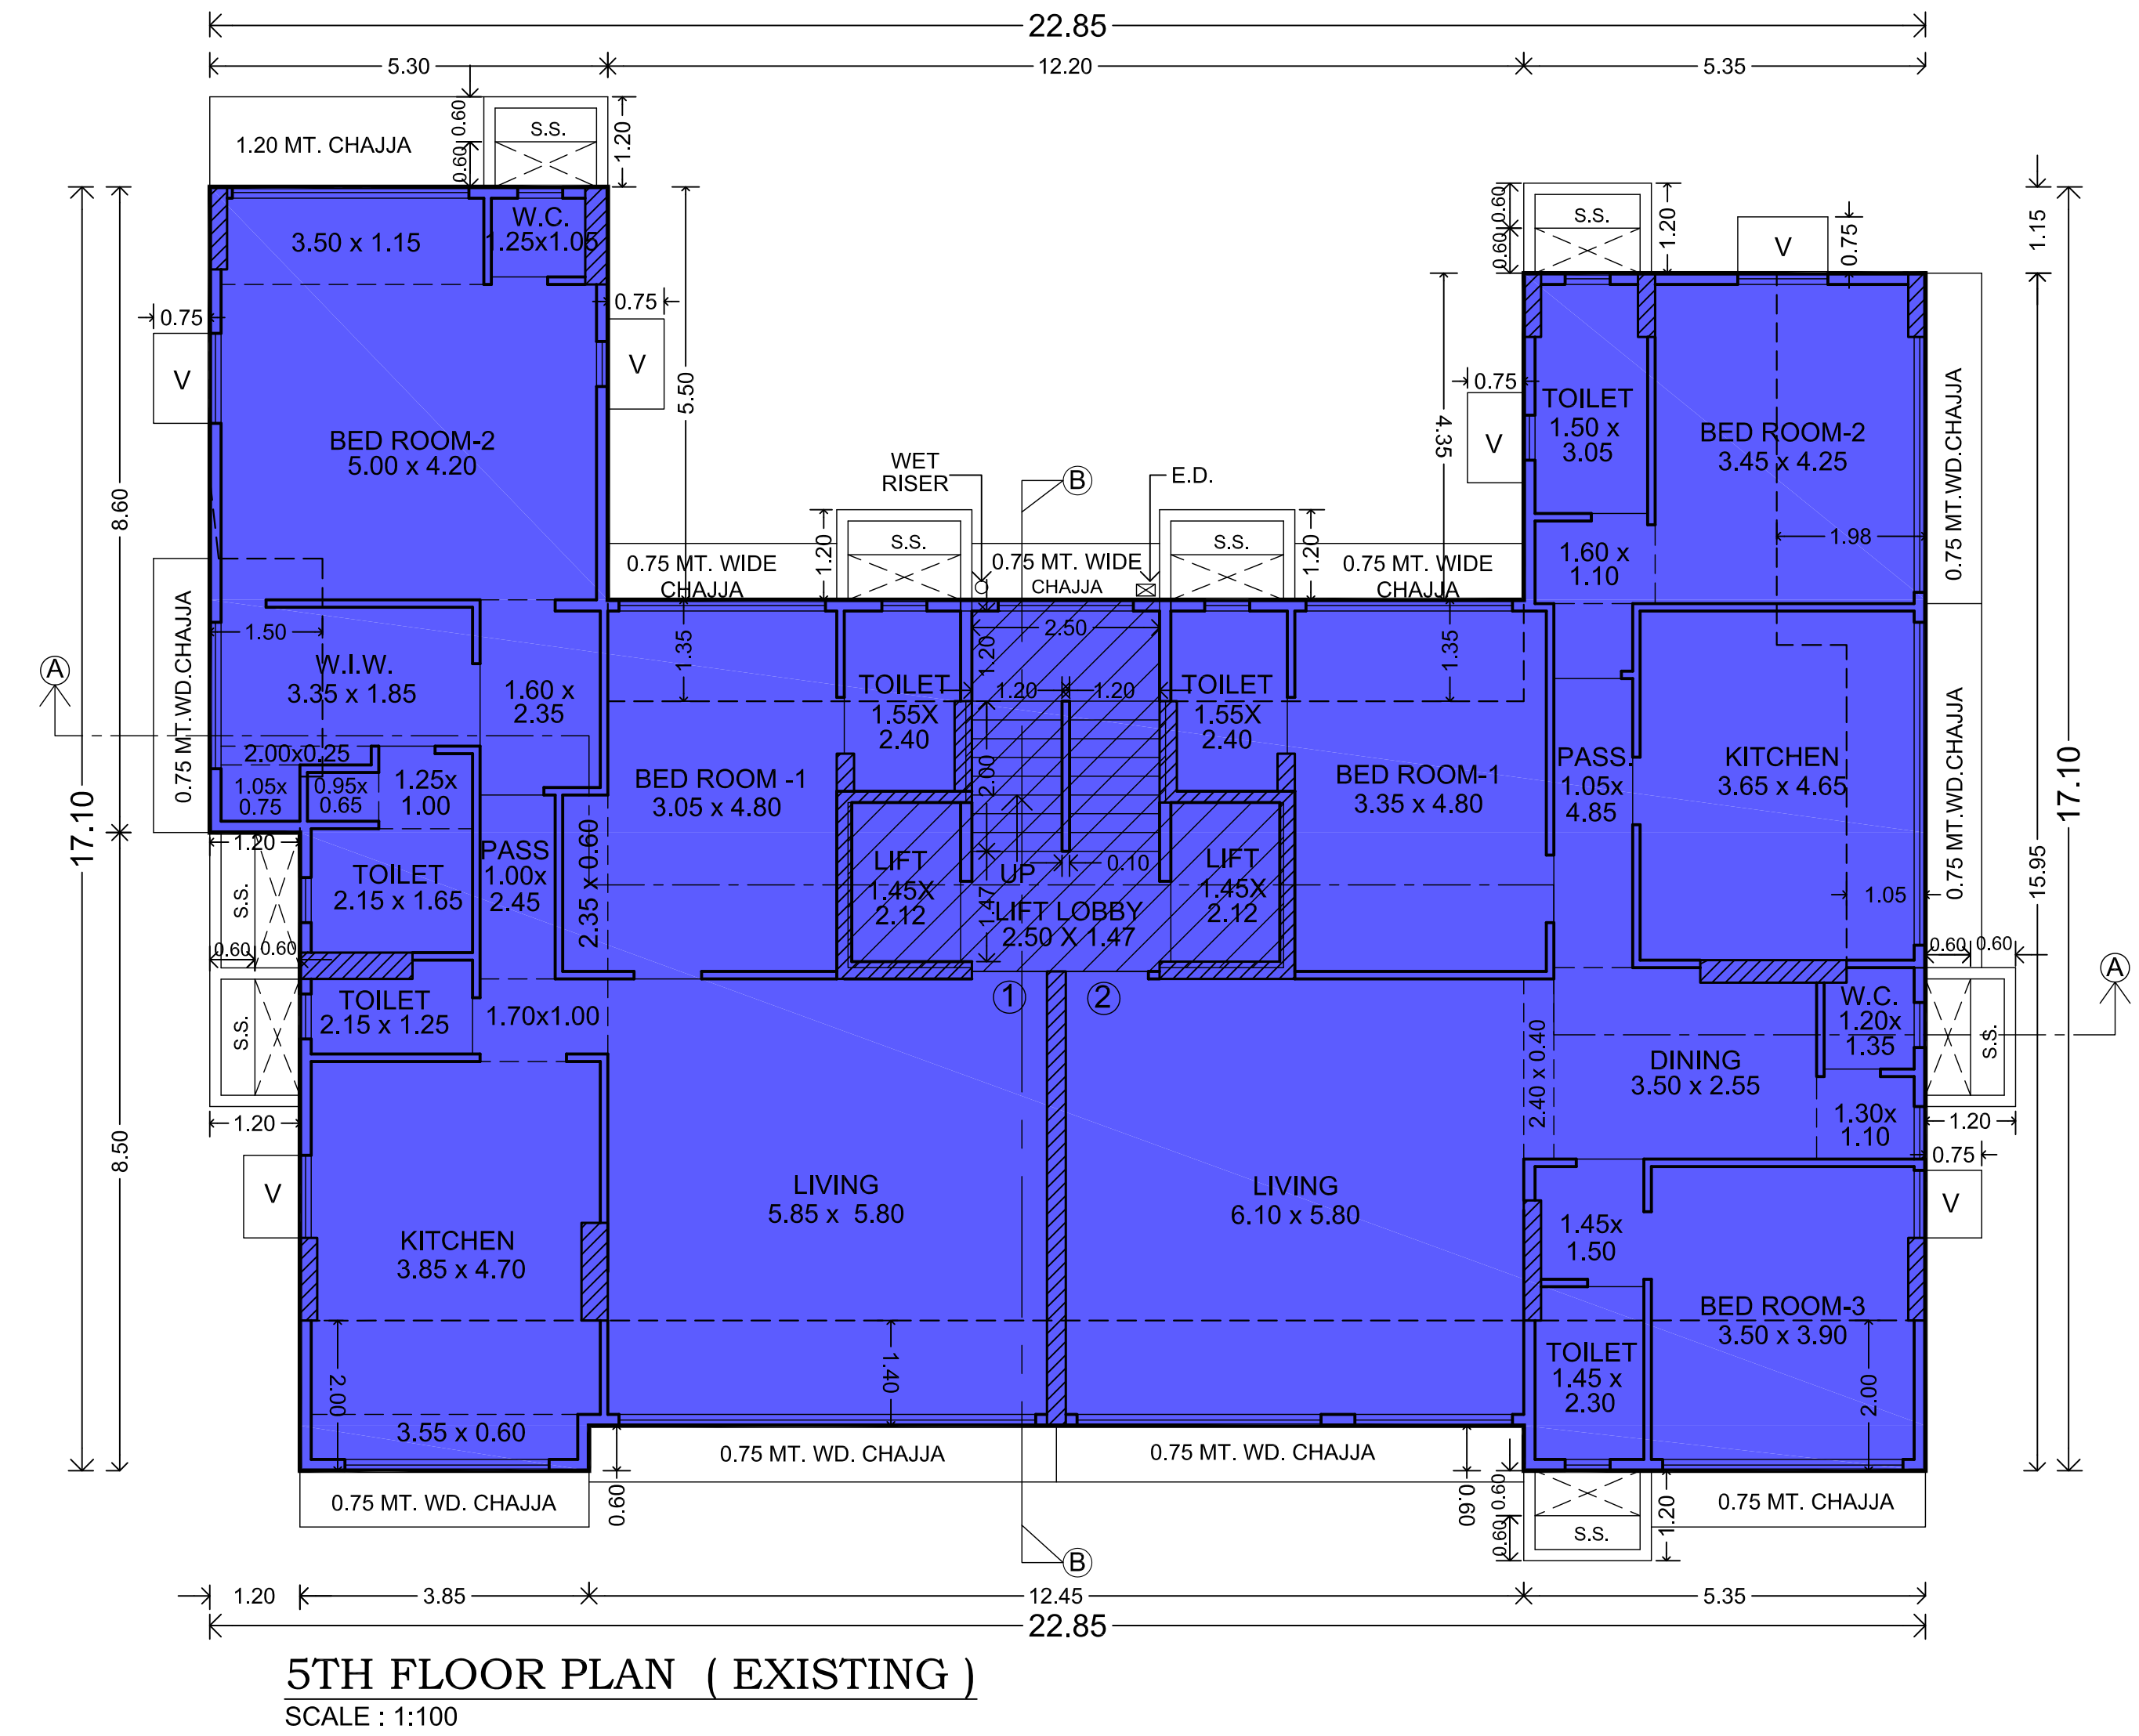 22.85
5.30
12.20
5.35
1.20 MT. CHAJJA
0.60
0.60
S.S.
1.20
3.50 x 1.15
W.C.
1.25x1.05
0.75
0.75
V
V
5.50
8.60
17.10
BED ROOM-2
5.00 x 4.20
0.60
0.60
S.S.
1.20
V
0.75
1.15
0.75
V
4.35
TOILET
1.50 x
3.05
BED ROOM-2
3.45 x 4.25
0.75 MT.WD.CHAJJA
1.98
1.60 x
1.10
WET
RISER
B
E.D.
1.20
S.S.
S.S.
1.20
0.75 MT. WIDE
CHAJJA
0.75 MT. WIDE
CHAJJA
0.75 MT. WIDE
CHAJJA
0.75 MT.WD.CHAJJA
1.50
A
W.I.W.
3.35 x 1.85
1.60 x
2.35
2.00x0.25
1.05x
0.75
0.95x
0.65
1.25x
1.00
1.35
TOILET
1.55X
2.40
2.50
1.20
1.20
1.20
2.00
TOILET
1.55X
2.40
1.35
BED ROOM -1
3.05 x 4.80
BED ROOM-1
3.35 x 4.80
PASS.
1.05x
4.85
KITCHEN
3.65 x 4.65
0.75 MT.WD.CHAJJA
1.05
15.95
17.10
1.20
S.S.
0.60
0.60
TOILET
2.15 x 1.65
PASS
1.00x
2.45
2.35 x 0.60
LIFT
1.45X
2.12
UP
0.10
1.47
LIFT LOBBY
2.50 X 1.47
LIFT
1.45X
2.12
0.60
0.60
A
S.S.
TOILET
2.15 x 1.25
1.70x1.00
1
2
W.C.
1.20x
1.35
S.S.
DINING
3.50 x 2.55
2.40 x 0.40
1.30x
1.10
1.20
1.20
0.75
8.50
V
V
LIVING
5.85 x 5.80
LIVING
6.10 x 5.80
1.45x
1.50
KITCHEN
3.85 x 4.70
BED ROOM-3
3.50 x 3.90
2.00
1.40
TOILET
1.45 x
2.30
2.00
3.55 x 0.60
0.75 MT. WD. CHAJJA
0.75 MT. WD. CHAJJA
0.75 MT. WD. CHAJJA
0.60
0.60
0.60
0.60
S.S.
1.20
0.75 MT. CHAJJA
B
1.20
3.85
12.45
5.35
22.85
5TH FLOOR PLAN ( EXISTING )
SCALE : 1:100